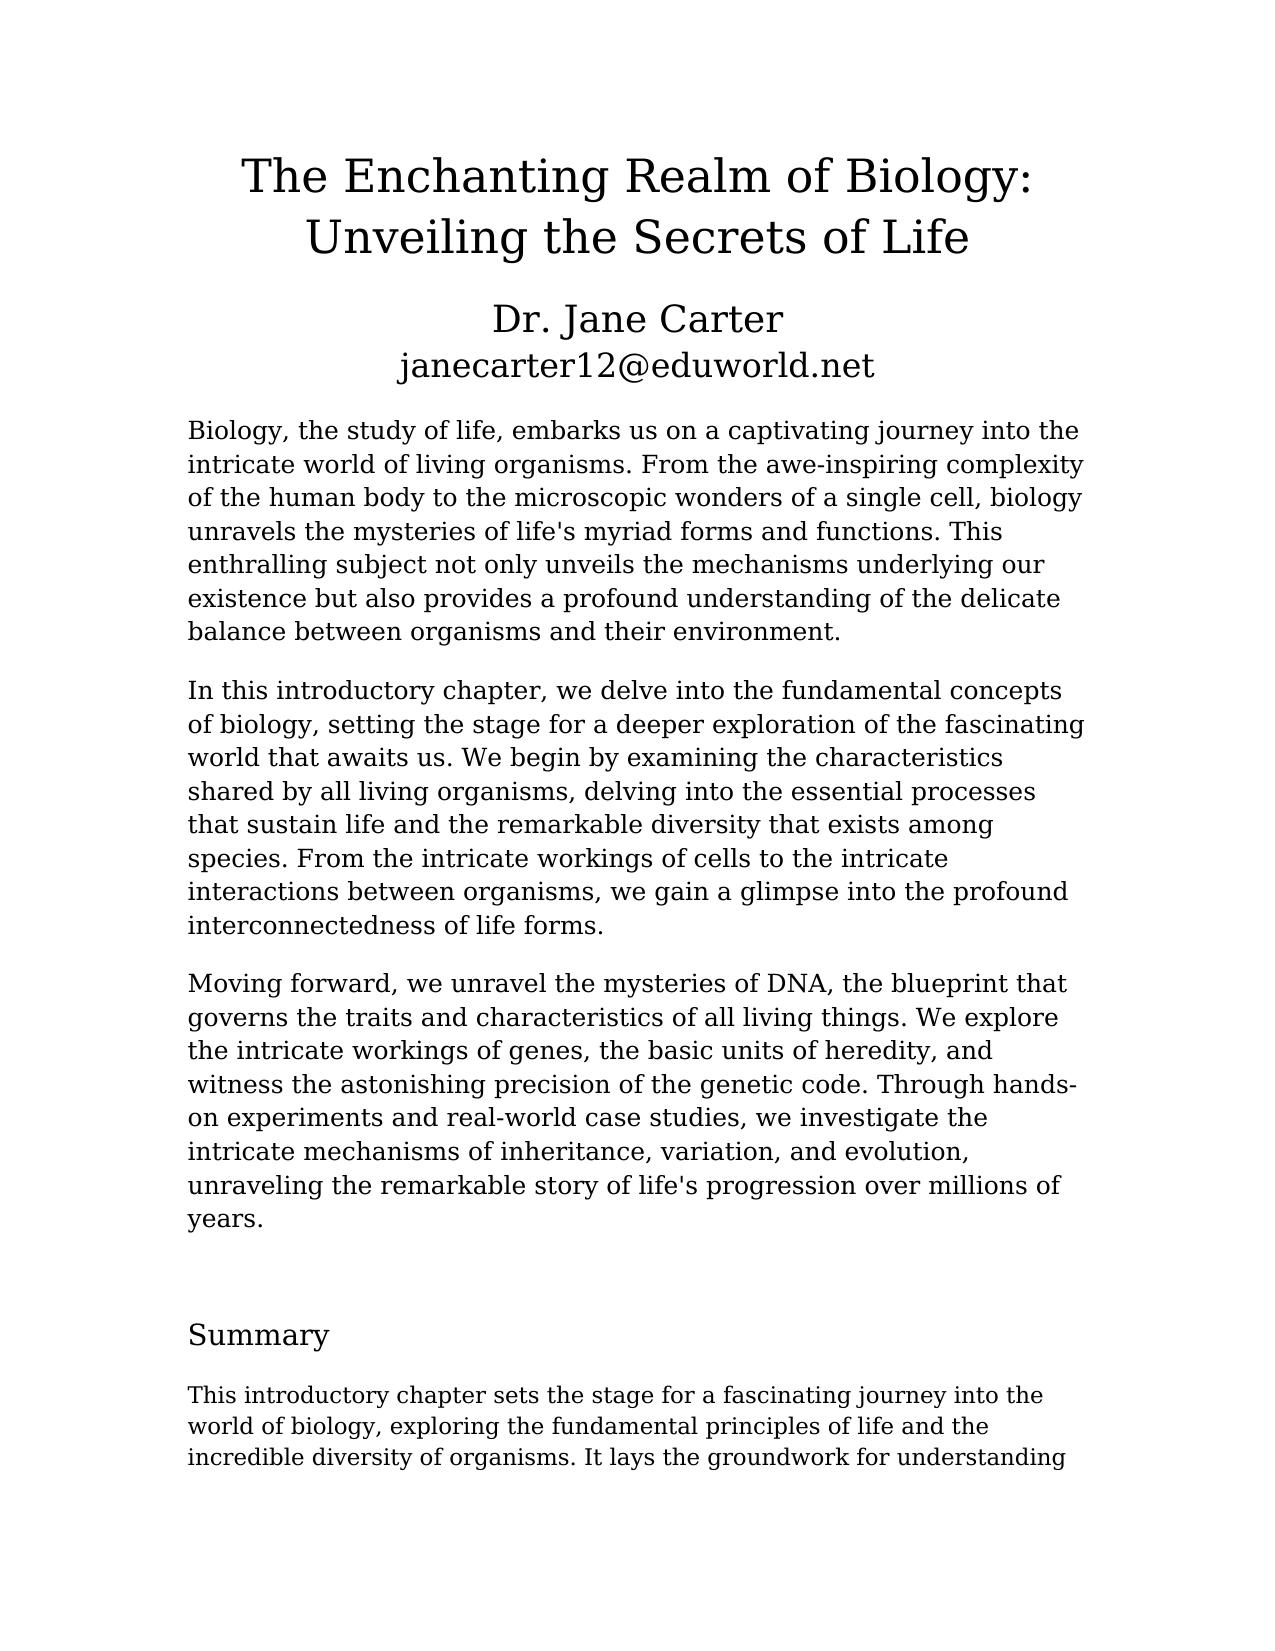 The Enchanting Realm of Biology:
Unveiling the Secrets of Life
Dr. Jane Carter
janecarter12@eduworld.net
Biology, the study of life, embarks us on a captivating journey into the
intricate world of living organisms. From the awe-inspiring complexity
of the human body to the microscopic wonders of a single cell, biology
unravels the mysteries of life's myriad forms and functions. This
enthralling subject not only unveils the mechanisms underlying our
existence but also provides a profound understanding of the delicate
balance between organisms and their environment.
In this introductory chapter, we delve into the fundamental concepts
of biology, setting the stage for a deeper exploration of the fascinating
world that awaits us. We begin by examining the characteristics
shared by all living organisms, delving into the essential processes
that sustain life and the remarkable diversity that exists among
species. From the intricate workings of cells to the intricate
interactions between organisms, we gain a glimpse into the profound
interconnectedness of life forms.
Moving forward, we unravel the mysteries of DNA, the blueprint that
governs the traits and characteristics of all living things. We explore
the intricate workings of genes, the basic units of heredity, and
witness the astonishing precision of the genetic code. Through hands-
on experiments and real-world case studies, we investigate the
intricate mechanisms of inheritance, variation, and evolution,
unraveling the remarkable story of life's progression over millions of
years.
Summary
This introductory chapter sets the stage for a fascinating journey into the
world of biology, exploring the fundamental principles of life and the
incredible diversity of organisms. It lays the groundwork for understanding